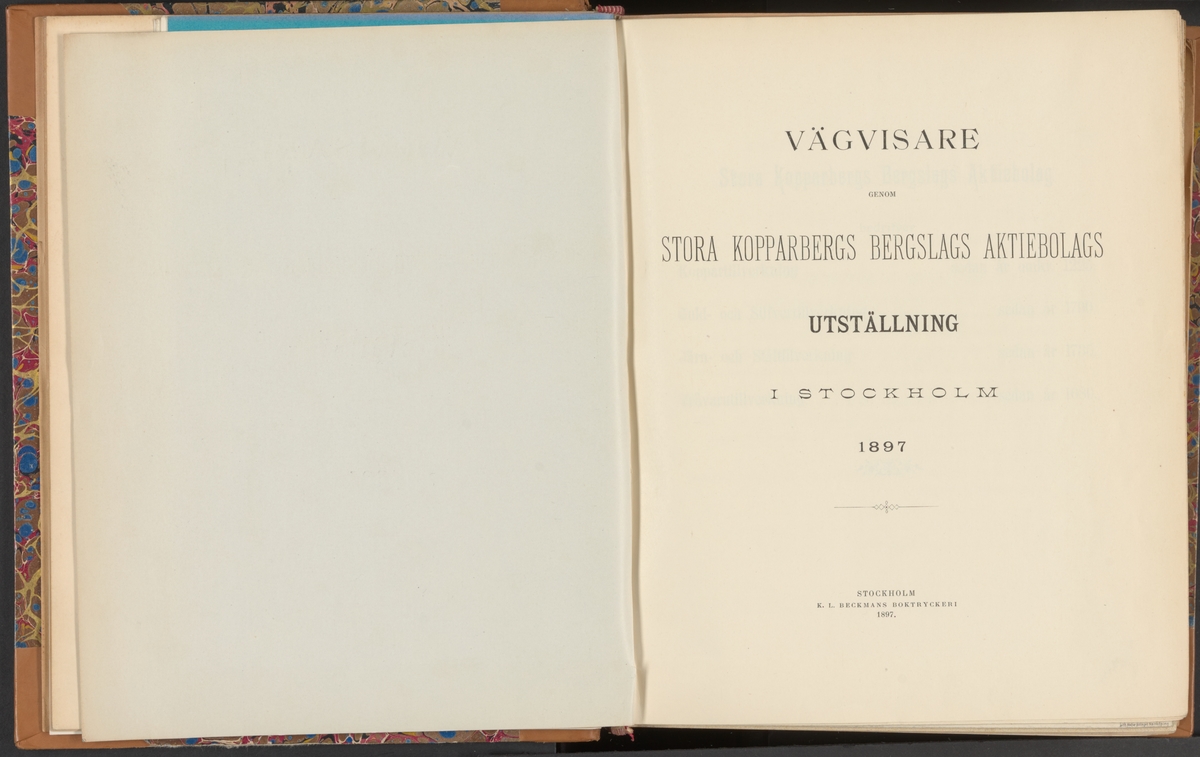 VÄGVISARE
GENOM
STORA KOPPARBERGS BERGSLAGS AKTIEBOLAGS
UTSTÄLLNING
I STOCKHOLM
1897
STOCKHOLM
K. L. BECKMANS BOKTRYCKERI
1897.